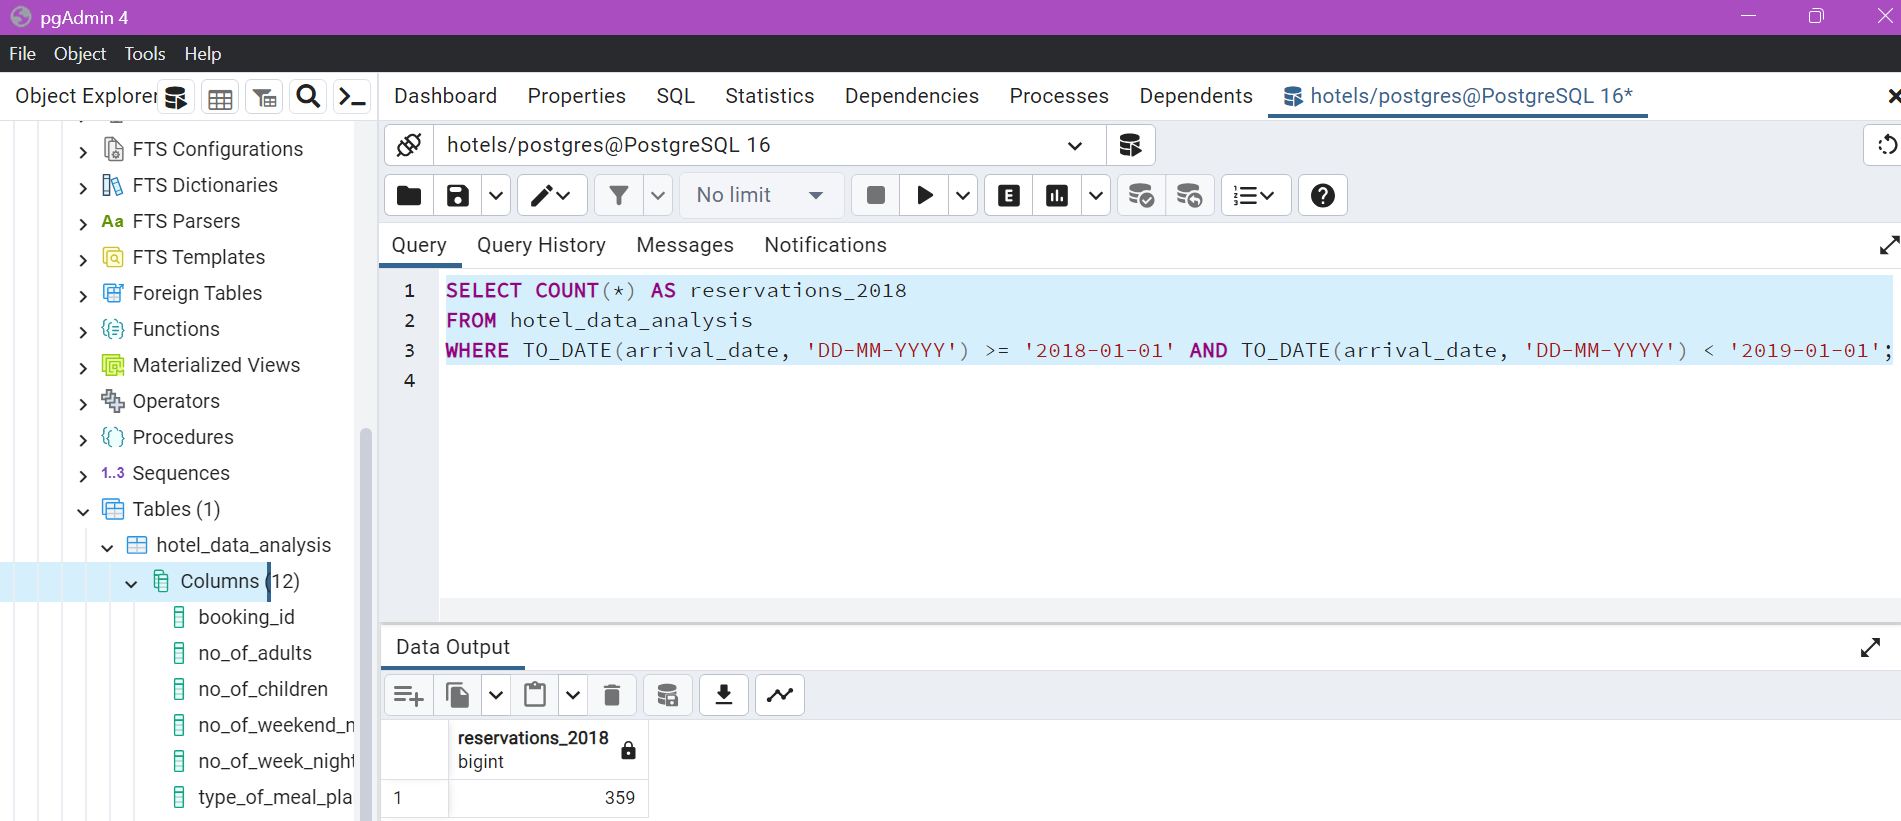 pgAdmin 4
File Object Tools Help
Object Explorer
Dashboard Properties SQL Statistics Dependencies Processes Dependents hotels/postgres@PostgreSQL 16*
hotels/postgres@PostgreSQL 16
No limit
E
Query Query History Messages Notifications
1 SELECT COUNT(*) AS reservations_2018
2 FROM hotel_data_analysis
3 WHERE TO_DATE(arrival_date, 'DD-MM-YYYY') >= '2018-01-01' AND TO_DATE(arrival_date, 'DD-MM-YYYY') < '2019-01-01';
4
FTS Configurations
FTS Dictionaries
Aa FTS Parsers
FTS Templates
Foreign Tables
Functions
Materialized Views
Operators
Procedures
1..3 Sequences
Tables (1)
hotel_data_analysis
Columns (12)
booking_id
no_of_adults
no_of_children
no_of_weekend_n
no_of_week_night
type_of_meal_pla
Data Output
reservations_2018
bigint
1 359